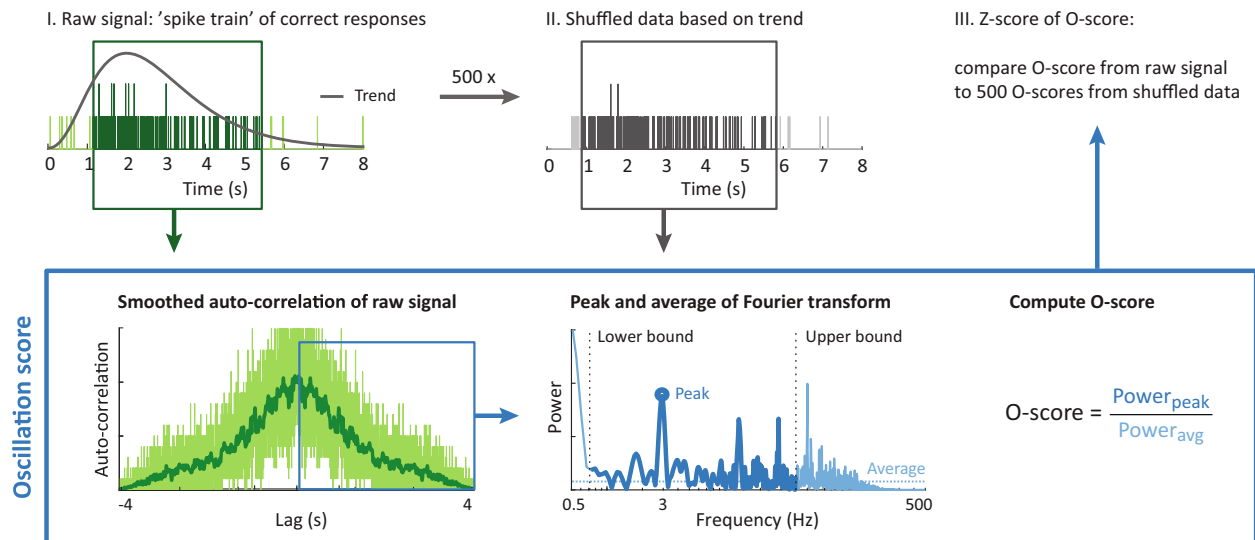 I. Raw signal: 'spike train' of correct responses
Trend
0 1 2 3 4 5 6 7 8
Time (s)
500 x
II. Shuffled data based on trend
0 1 2 3 4 5 6 7 8
Time (s)
III. Z-score of O-score:
compare O-score from raw signal
to 500 O-scores from shuffled data
Oscillation score
Smoothed auto-correlation of raw signal
Auto-correlation
-4 4
Lag (s)
Peak and average of Fourier transform
Lower bound
Upper bound
Peak
Power
Average
0.5 3 500
Frequency (Hz)
Compute O-score
O-score = Power_peak / Power_avg